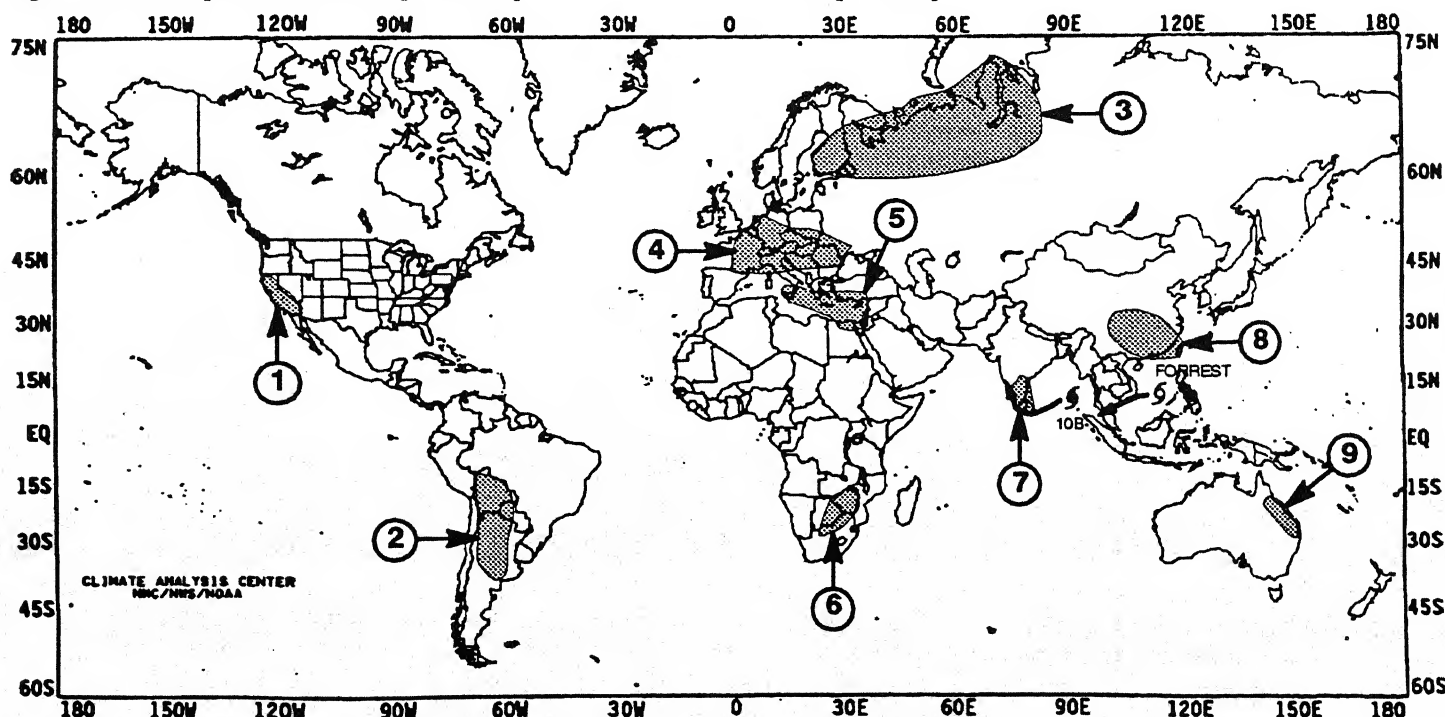 180 120W 90W 60W 30W 0 30E 60E 90E 120E 150E 180
75N 75N
3
60N 60N
5
4
45N 45N
30N 30N
8
1
FORREST
15N 15N
10B
EQ EQ
9
7
15S 15S
2
30S 30S
CLIMATE ANALYSIS CENTER
NMC/NWS/NOAA
6
45S 45S
60S 60S
180 150W 120W 90W 60W 30W 0 30E 60E 90E 120E 150E 180